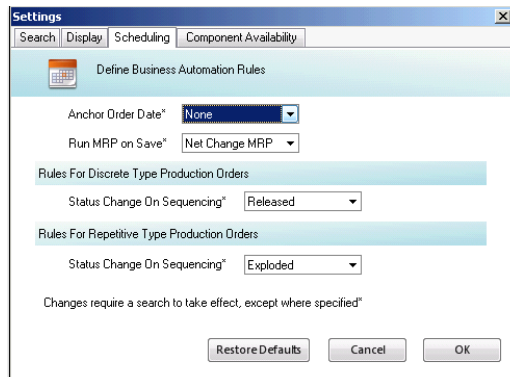 Settings
Search Display Scheduling Component Availability
Define Business Automation Rules
Anchor Order Date* None
Run MRP on Save* Net Change MRP
Rules For Discrete Type Production Orders
Status Change On Sequencing* Released
Rules For Repetitive Type Production Orders
Status Change On Sequencing* Exploded
Changes require a search to take effect, except where specified*
Restore Defaults Cancel OK